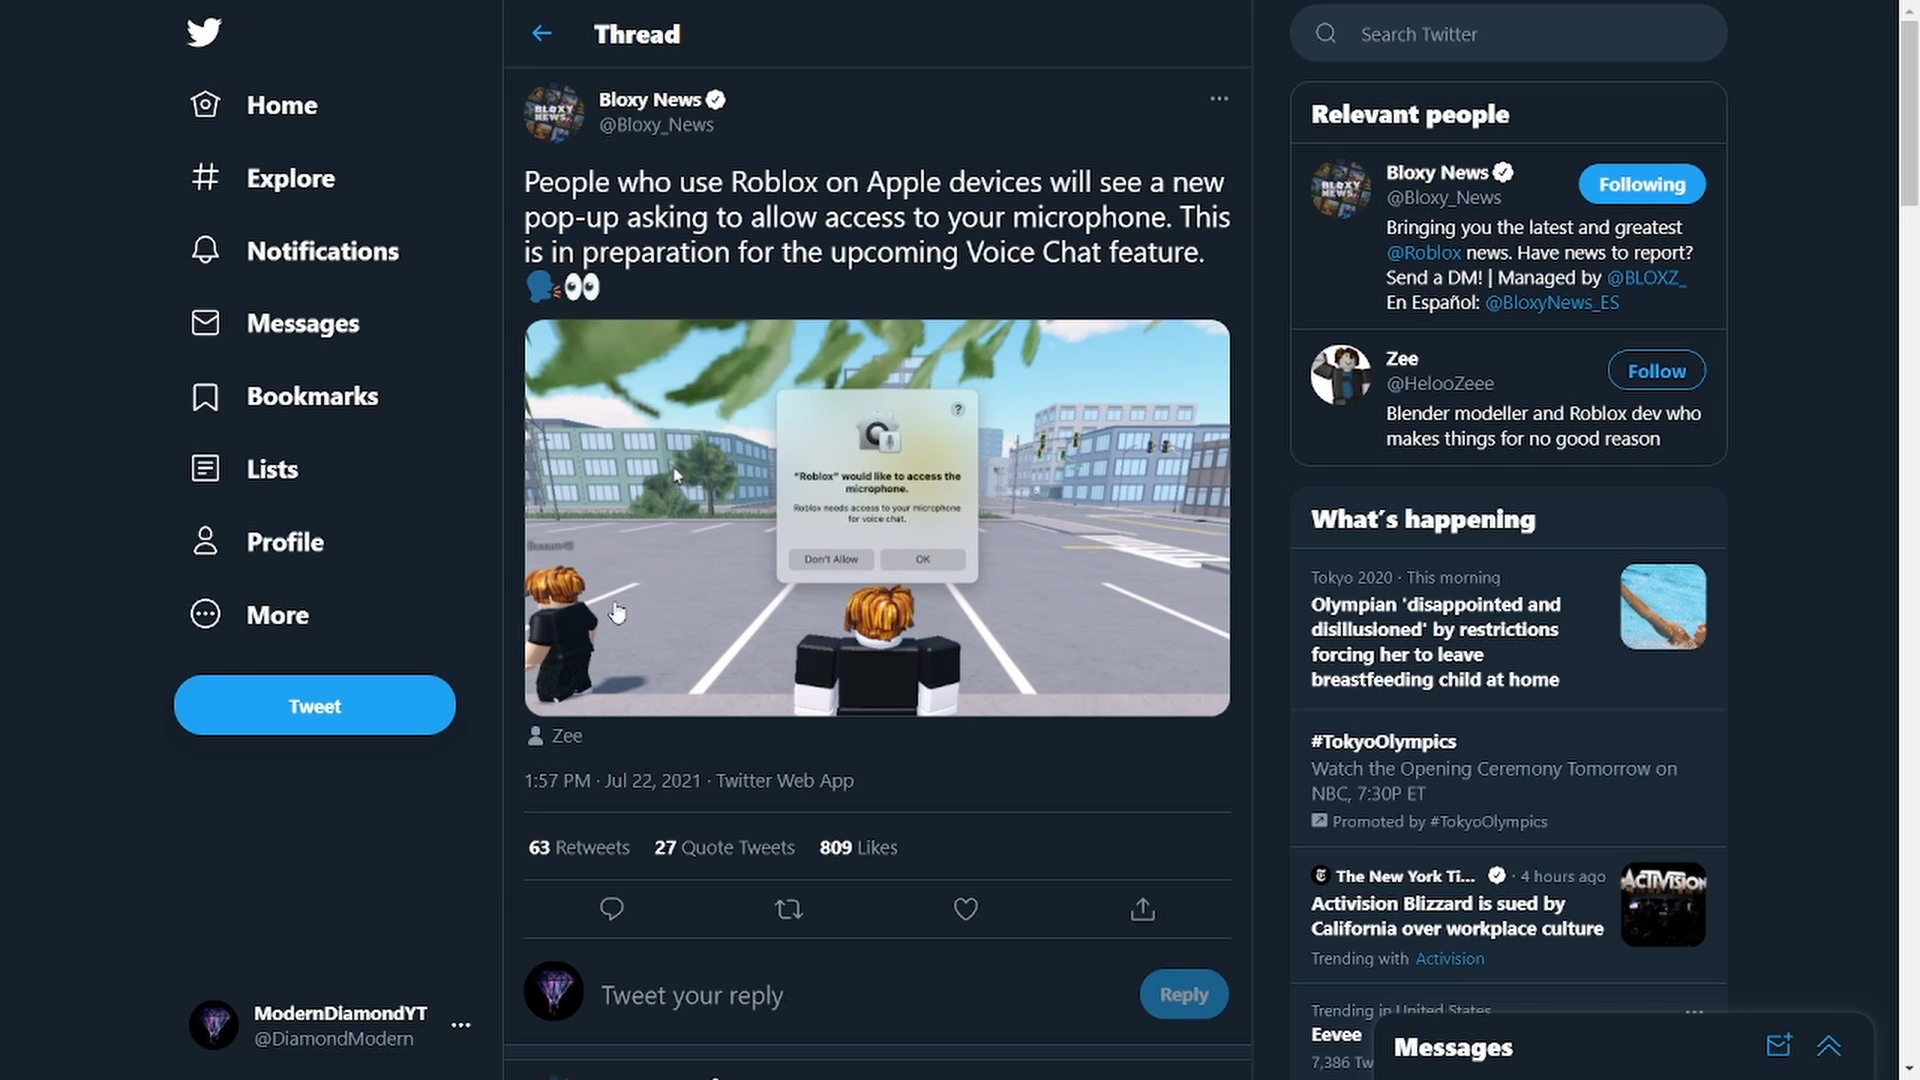 Home
Explore
Notifications
Messages
Bookmarks
Lists
Profile
More
Tweet
ModernDiamondYT
@DiamondModern
Thread
BLOXY
NEWS.
Bloxy News
@Bloxy_News
People who use Roblox on Apple devices will see a new
pop-up asking to allow access to your microphone. This
is in preparation for the upcoming Voice Chat feature.
"Roblox" would like to access the
microphone.
Roblox needs access to your microphone
for voice chat.
Don't Allow
OK
Zee
1:57 PM · Jul 22, 2021 · Twitter Web App
63 Retweets 27 Quote Tweets 809 Likes
Tweet your reply
Reply
Search Twitter
Relevant people
BLOXY
NEWS.
Bloxy News
@Bloxy_News
Following
Bringing you the latest and greatest
@Roblox news. Have news to report?
Send a DM! | Managed by @BLOXZ_
En Español: @BloxyNews_ES
Zee
@HelooZeee
Follow
Blender modeller and Roblox dev who
makes things for no good reason
What's happening
Tokyo 2020 · This morning
Olympian 'disappointed and
disillusioned' by restrictions
forcing her to leave
breastfeeding child at home
#TokyoOlympics
Watch the Opening Ceremony Tomorrow on
NBC, 7:30P ET
Promoted by #TokyoOlympics
The New York Ti... · 4 hours ago
Activision Blizzard is sued by
California over workplace culture
Trending with Activision
ACTIVISION
Trending in United States
Eevee
7,386 Tw
Messages